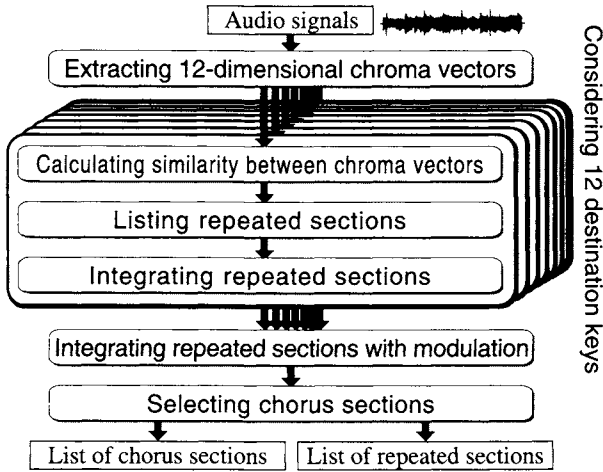 Audio signals
Extracting 12-dimensional chroma vectors
Calculating similarity between chroma vectors
Listing repeated sections
Integrating repeated sections
Integrating repeated sections with modulation
Selecting chorus sections
List of chorus sections
List of repeated sections
Considering 12 destination keys